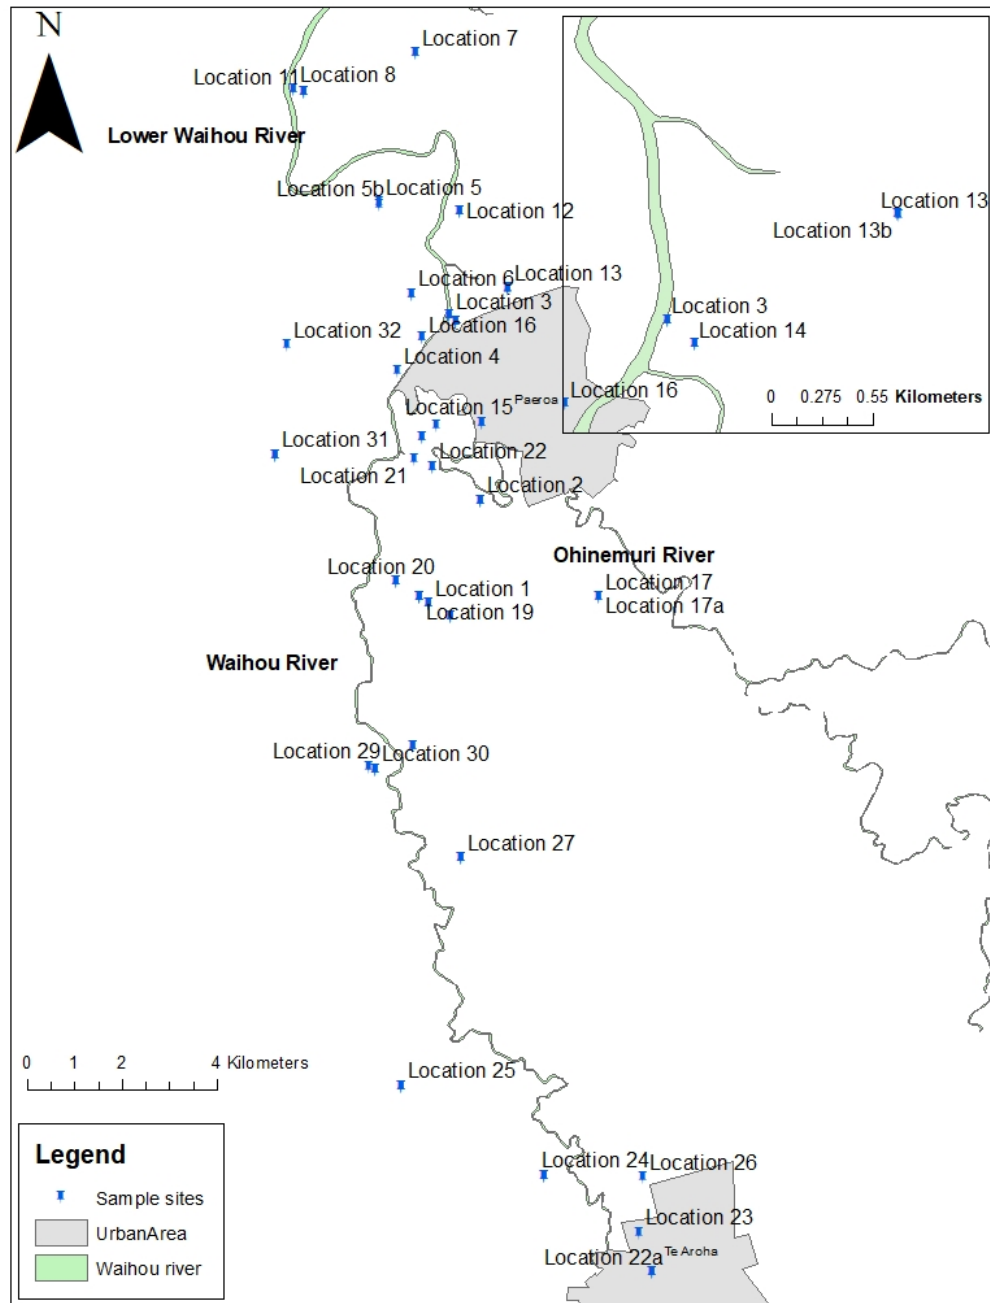 N
Location 7
Location 11
Location 8
Lower Waihou River
Location 5b
Location 5
Location 12
Location 13
Location 13b
Location 6
Location 13
Location 3
Location 3
Location 16
Location 14
Location 32
Location 4
0 0.275 0.55 Kilometers
Location 16
Paeroa
Location 15
Location 31
Location 22
Location 21
Location 2
Ohinemuri River
Location 20
Location 17
Location 1
Location 17a
Location 19
Waihou River
Location 29
Location 30
Location 27
0 1 2 4 Kilometers
Location 25
Legend
Sample sites
UrbanArea
Waihou river
Location 24
Location 26
Location 23
Location 22a
Te Aroha